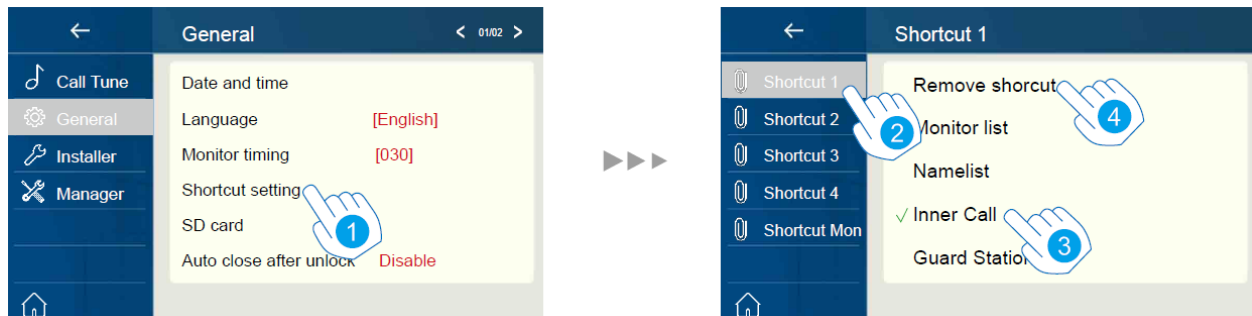 General
< 01/02 >
Call Tune
General
Installer
Manager
Date and time
Language [English]
Monitor timing [030]
Shortcut setting
1
SD card
Auto close after unlock Disable
Shortcut 1
Shortcut 1
2
Shortcut 2
Shortcut 3
Shortcut 4
Shortcut Mon
Remove shorcut
4
Monitor list
Namelist
✓ Inner Call
3
Guard Station